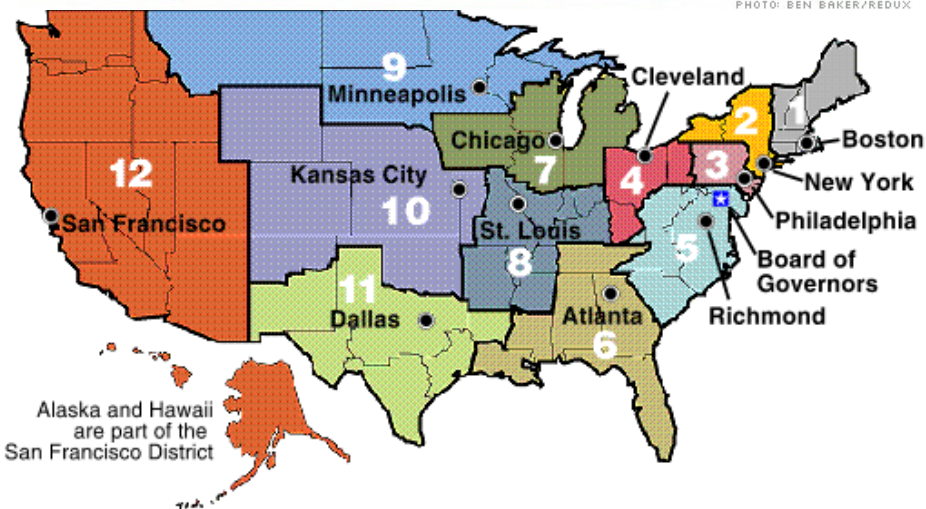 PHOTO: BEN BAKER/REDUX
9
Minneapolis
Cleveland
2
1
Chicago
7
Boston
3
12
Kansas City
4
New York
10
San Francisco
St. Louis
Philadelphia
5
8
Board of
Governors
11
Dallas
Atlanta
Richmond
6
Alaska and Hawaii
are part of the
San Francisco District